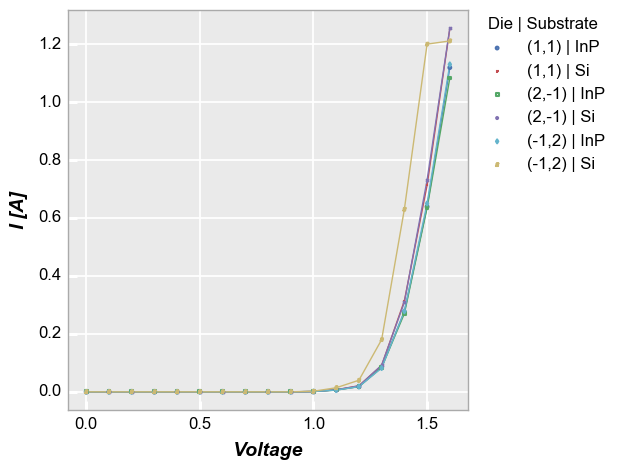 Die | Substrate
(1,1) | InP
(1,1) | Si
(2,-1) | InP
(2,-1) | Si
(-1,2) | InP
(-1,2) | Si
I [A]
1.2
1.0
0.8
0.6
0.4
0.2
0.0
0.0 0.5 1.0 1.5
Voltage